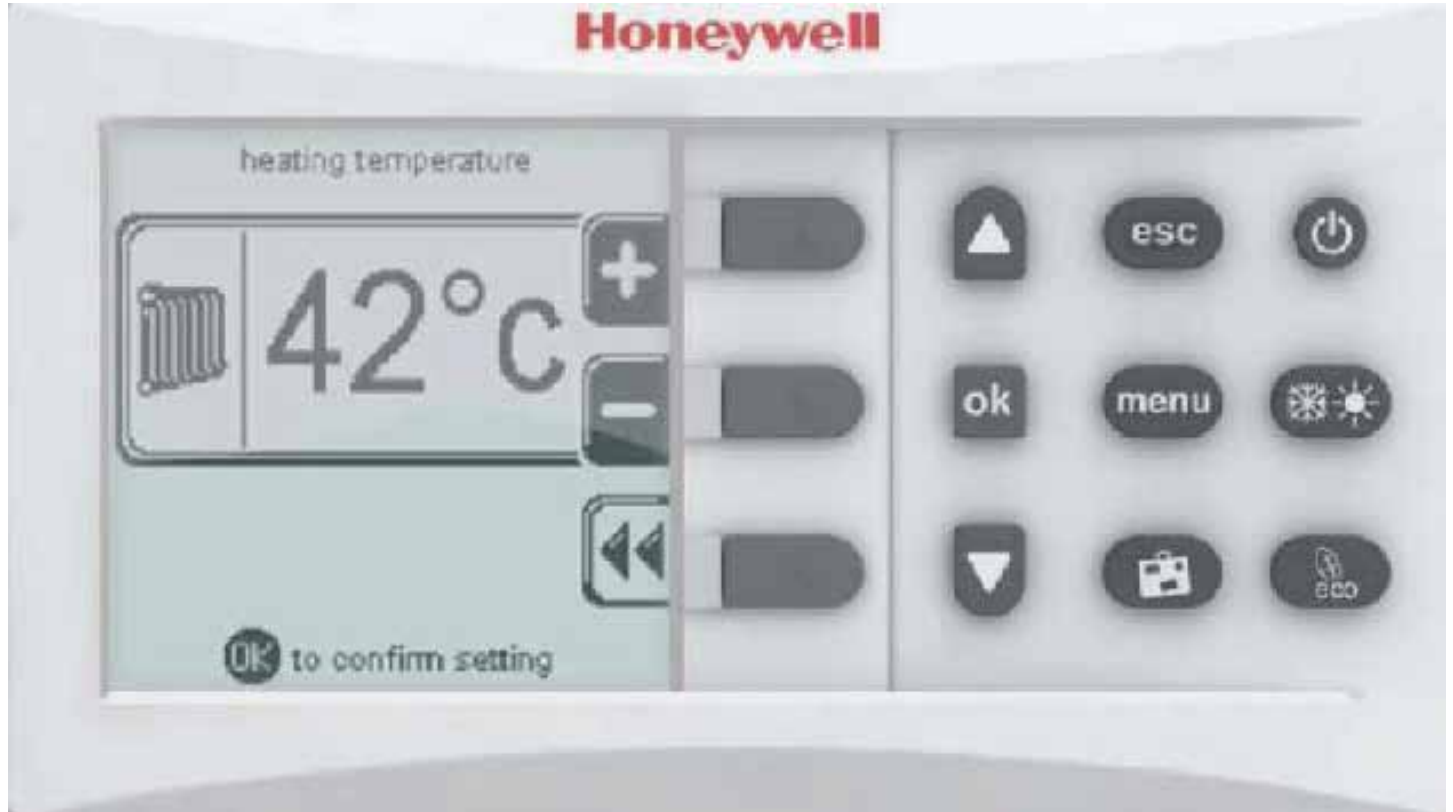 Honeywell
heating temperature
42°c
OK to confirm setting
esc
ok
menu
eco